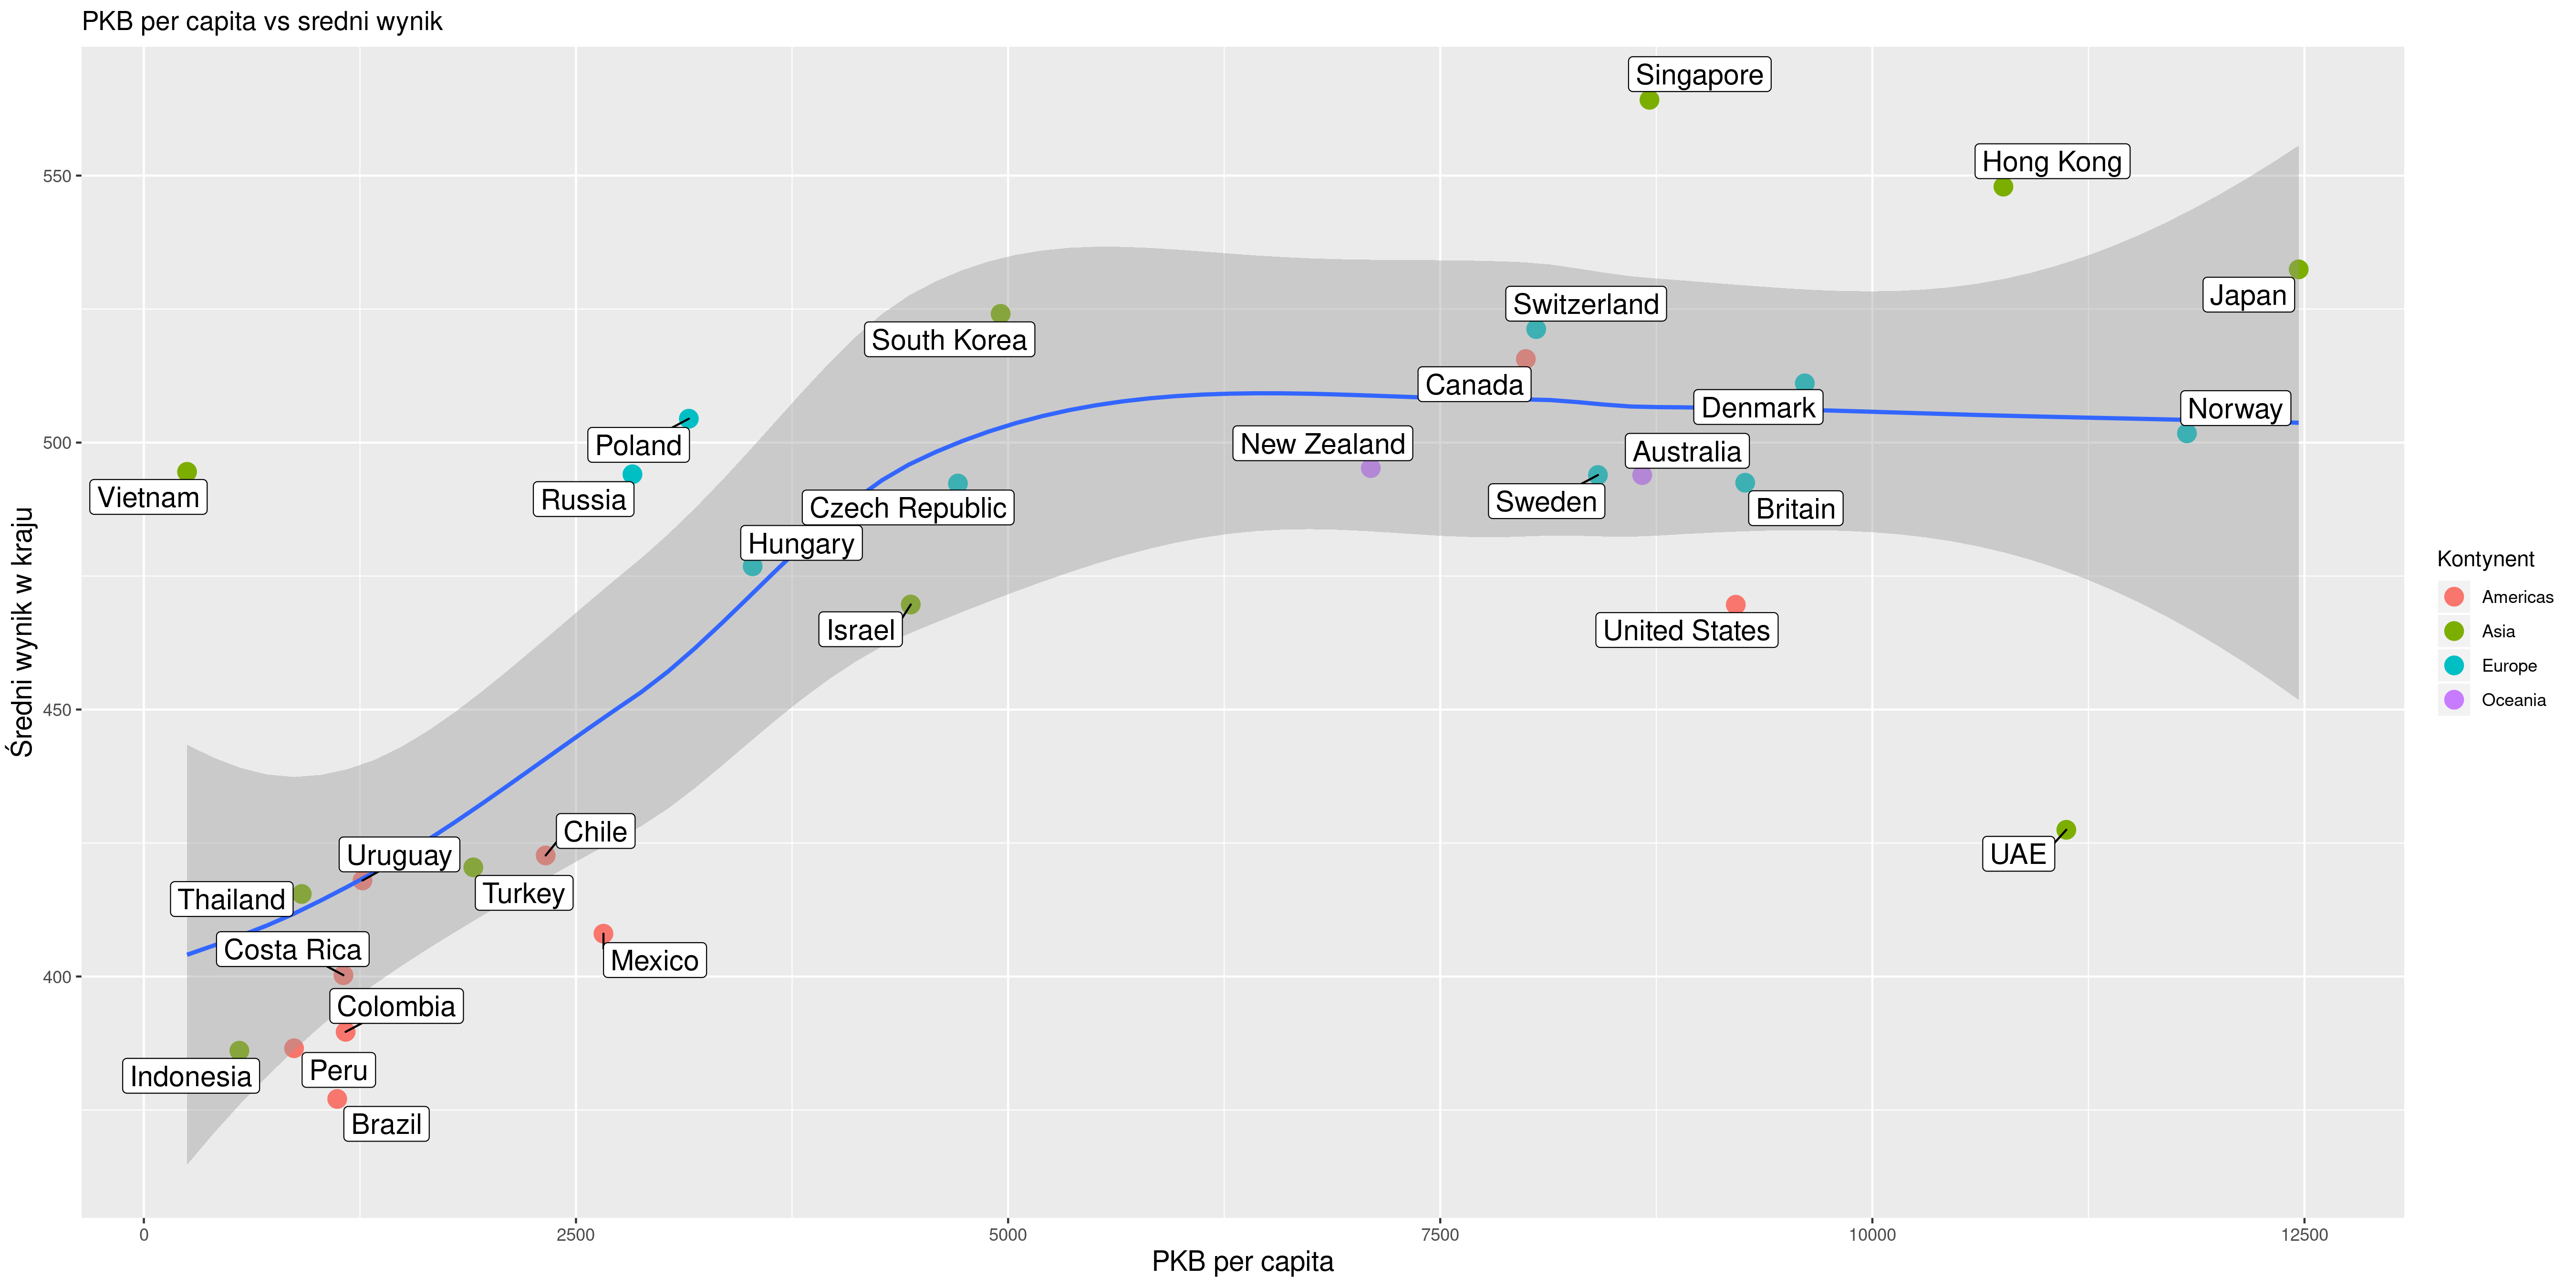 PKB per capita vs sredni wynik
Singapore
Hong Kong
550
Japan
Switzerland
South Korea
Canada
Denmark
Norway
500
Poland
New Zealand
Australia
Vietnam
Russia
Czech Republic
Sweden
Britain
Hungary
Israel
United States
450
Chile
Uruguay
UAE
Turkey
Thailand
Costa Rica
Mexico
400
Colombia
Indonesia
Peru
Brazil
Średni wynik w kraju
0
2500
5000
7500
10000
12500
PKB per capita
Kontynent
Americas
Asia
Europe
Oceania